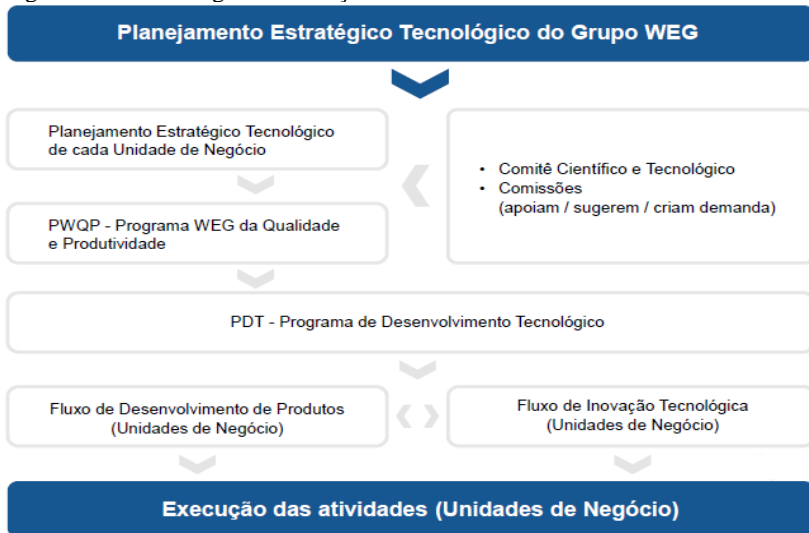 Planejamento Estratégico Tecnológico do Grupo WEG
Planejamento Estratégico Tecnológico
de cada Unidade de Negócio
• Comitê Científico e Tecnológico
• Comissões
(apoiam / sugerem / criam demanda)
PWQP - Programa WEG da Qualidade
e Produtividade
PDT - Programa de Desenvolvimento Tecnológico
Fluxo de Desenvolvimento de Produtos
(Unidades de Negócio)
Fluxo de Inovação Tecnológica
(Unidades de Negócio)
Execução das atividades (Unidades de Negócio)